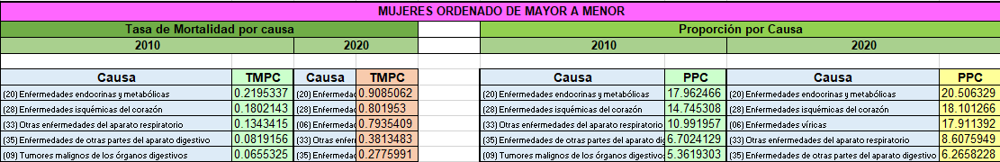 MUJERES ORDENADO DE MAYOR A MENOR
Tasa de Mortalidad por causa Proporción por Causa
2010 2020 2010 2020
Causa TMPC Causa TMPC Causa PPC Causa PPC
(20) Enfermedades endocrinas y metabólicas 0.2195337 (20) Enfermeda 0.9085062 (20) Enfermedades endocrinas y metabólicas 17.962466 (20) Enfermedades endocrinas y metabólicas 20.506329
(28) Enfermedades isquémicas del corazón 0.1802143 (28) Enfermeda 0.801953 (28) Enfermedades isquémicas del corazón 14.745308 (28) Enfermedades isquémicas del corazón 18.101266
(33) Otras enfermedades del aparato respiratorio 0.1343415 (06) Enfermeda 0.7935409 (33) Otras enfermedades del aparato respiratorio 10.991957 (06) Enfermedades víricas 17.911392
(35) Enfermedades de otras partes del aparato digestivo 0.0819156 (33) Otras enfern 0.3813483 (35) Enfermedades de otras partes del aparato dig 6.7024129 (33) Otras enfermedades del aparato respiratorio 8.6075949
(09) Tumores malignos de los órganos digestivos 0.0655325 (35) Enfermeda 0.2775991 (09) Tumores malignos de los órganos digestivos 5.3619303 (35) Enfermedades de otras partes del aparato digestivo 6.2658228